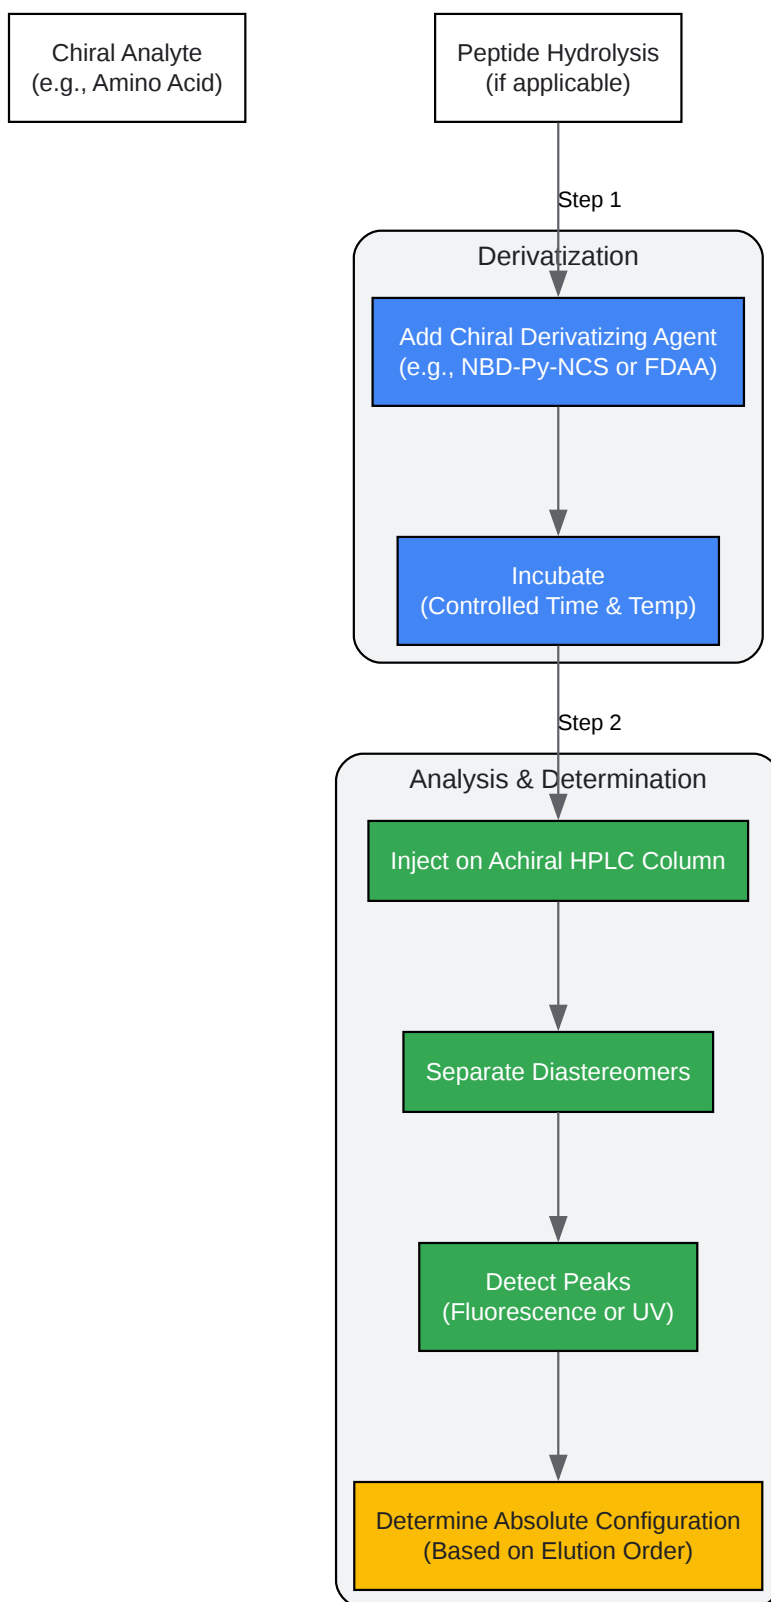 Chiral Analyte
(e.g., Amino Acid)
Peptide Hydrolysis
(if applicable)
Step 1
Derivatization
Add Chiral Derivatizing Agent
(e.g., NBD-Py-NCS or FDAA)
Incubate
(Controlled Time & Temp)
Step 2
Analysis & Determination
Inject on Achiral HPLC Column
Separate Diastereomers
Detect Peaks
(Fluorescence or UV)
Determine Absolute Configuration
(Based on Elution Order)